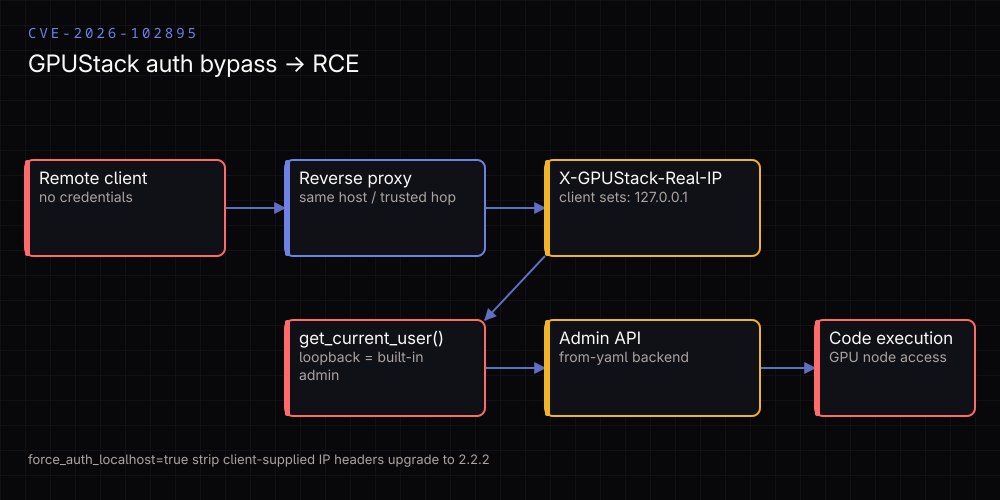 CVE-2026-102895
GPUStack auth bypass → RCE
Remote client
no credentials
Reverse proxy
same host / trusted hop
X-GPUStack-Real-IP
client sets: 127.0.0.1
get_current_user()
loopback = built-in
admin
Admin API
from-yaml backend
Code execution
GPU node access
force_auth_localhost=true strip client-supplied IP headers upgrade to 2.2.2